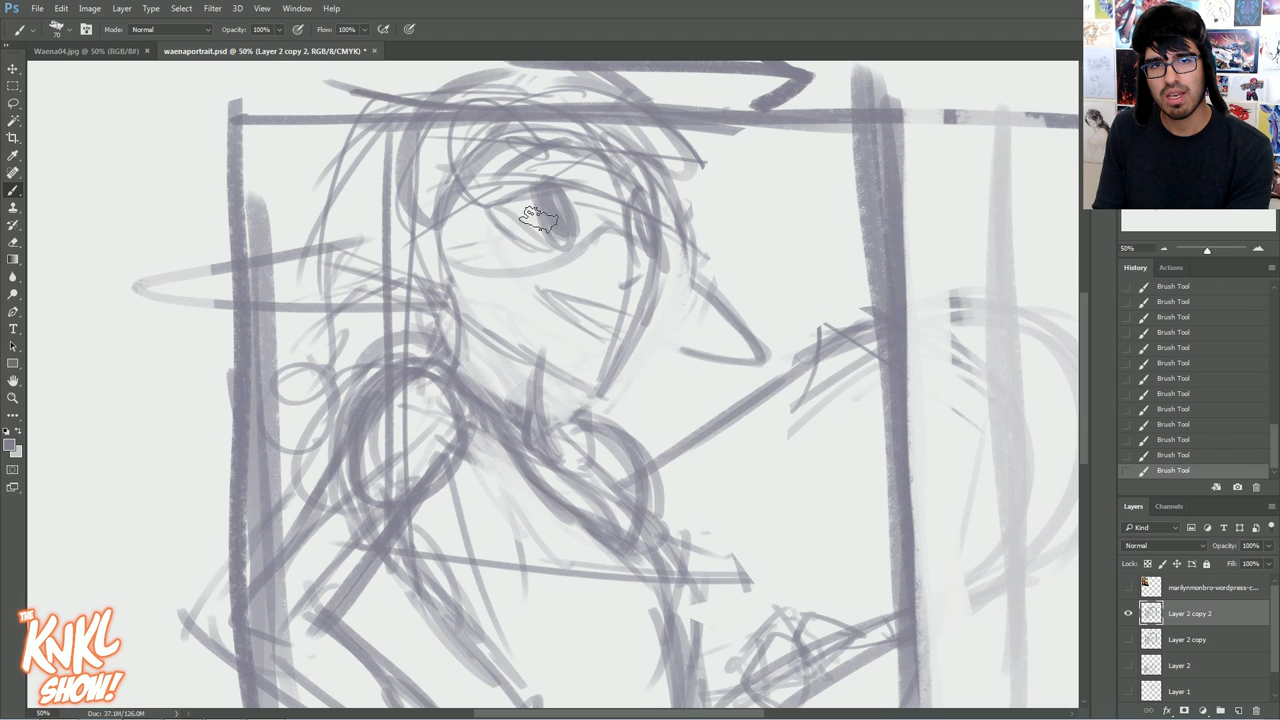 Ps File Edit Image Layer Type Select Filter 3D View Window Help
70 Mode: Normal Opacity: 100% Flow: 100%
Waena04.jpg @ 50% (RGB/8#) × waenaportrait.psd @ 50% (Layer 2 copy 2, RGB/8/CMYK) * ×
50%
History Actions
Brush Tool
Brush Tool
Brush Tool
Brush Tool
Brush Tool
Brush Tool
Brush Tool
Brush Tool
Brush Tool
Brush Tool
Brush Tool
Brush Tool
Brush Tool
Layers Channels
Kind
Normal Opacity: 100%
Lock: Fill: 100%
marilynmonbro-wordpress-c...
Layer 2 copy 2
Layer 2 copy
Layer 2
Layer 1
fx
THE
KNKL
SHOW!
50% Doc: 37.1M/126.0M